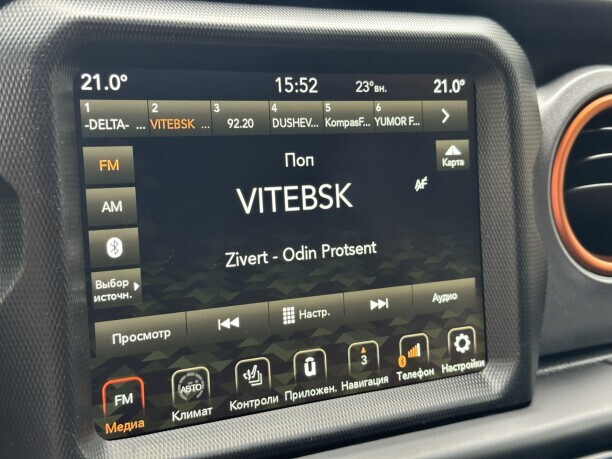 21.0° 15:52 23°вн. 21.0°
1 2 3 4 5 6
-DELTA- ... VITEBSK ... 92.20 DUSHEV... KompasF... YUMOR F...
FM
Поп
Карта
AM
VITEBSK
AF
Zivert - Odin Protsent
Выбор
источн.
Просмотр Настр. Аудио
FM АВТО 3
Медиа Климат Контроли Приложен. Навигация Телефон Настройки